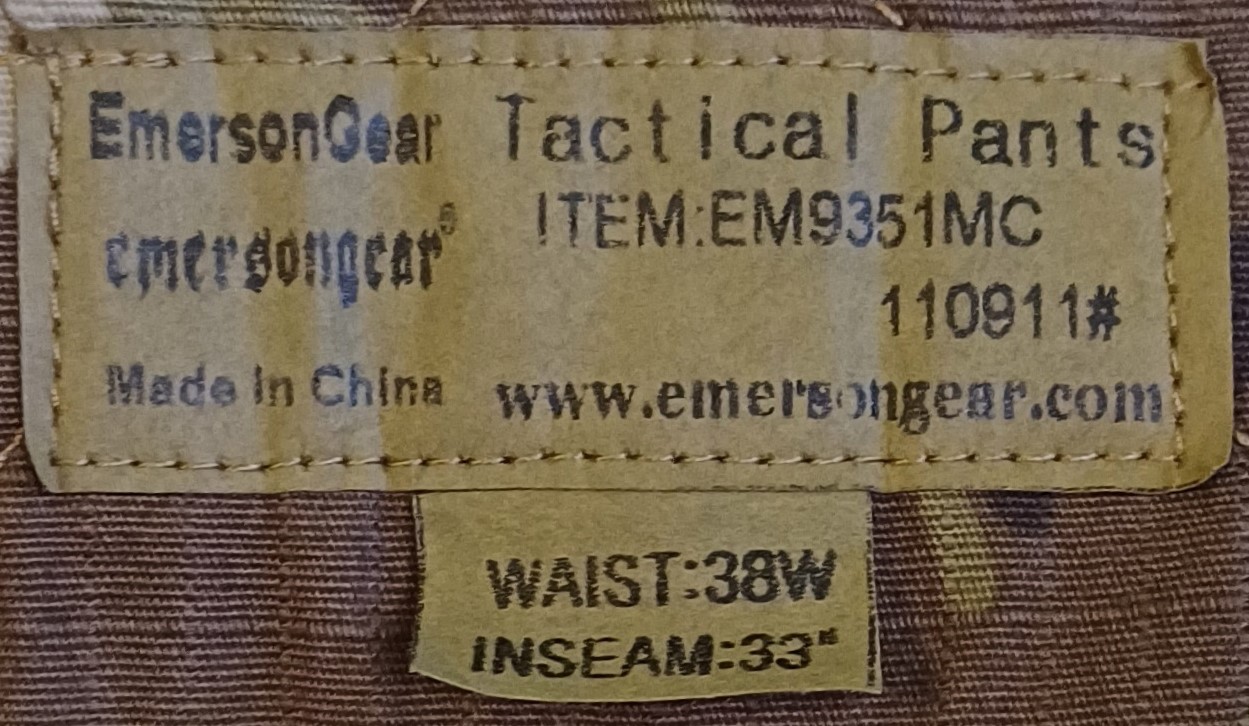 EmersonGear Tactical Pants
ITEM:EM9351MC
emersongear®
110911#
Made in China www.emersongear.com
WAIST:38W
INSEAM:33"